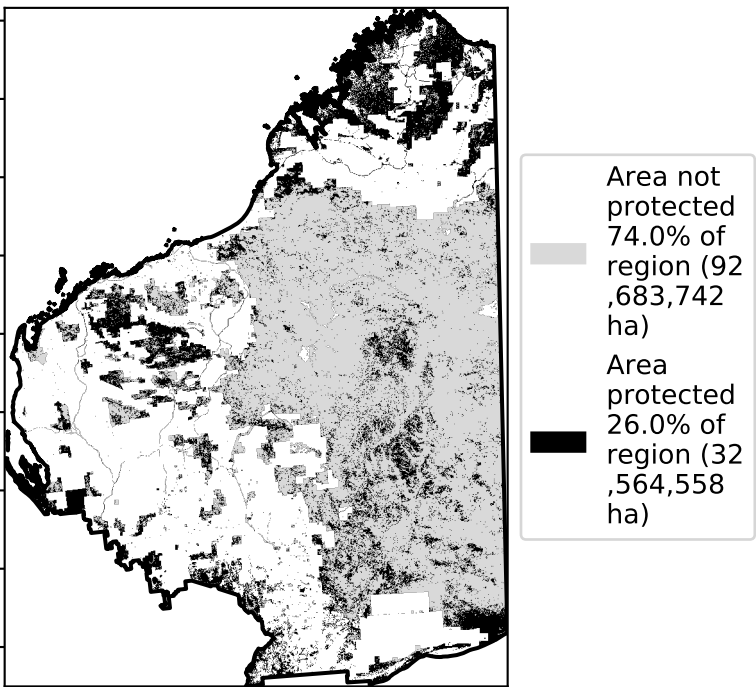 Area not
protected
74.0% of
region (92
,683,742
ha)
Area
protected
26.0% of
region (32
,564,558
ha)